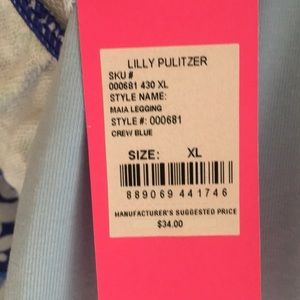 LILLY PULITZER
SKU #
000681 430 XL
STYLE NAME:
MAIA LEGGING
STYLE #: 000681
CREW BLUE
SIZE: XL
889069 441746
MANUFACTURER'S SUGGESTED PRICE
$34.00